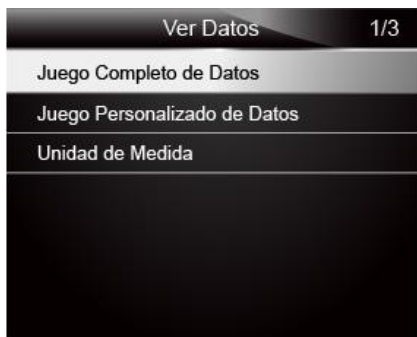 Ver Datos 1/3
Juego Completo de Datos
Juego Personalizado de Datos
Unidad de Medida